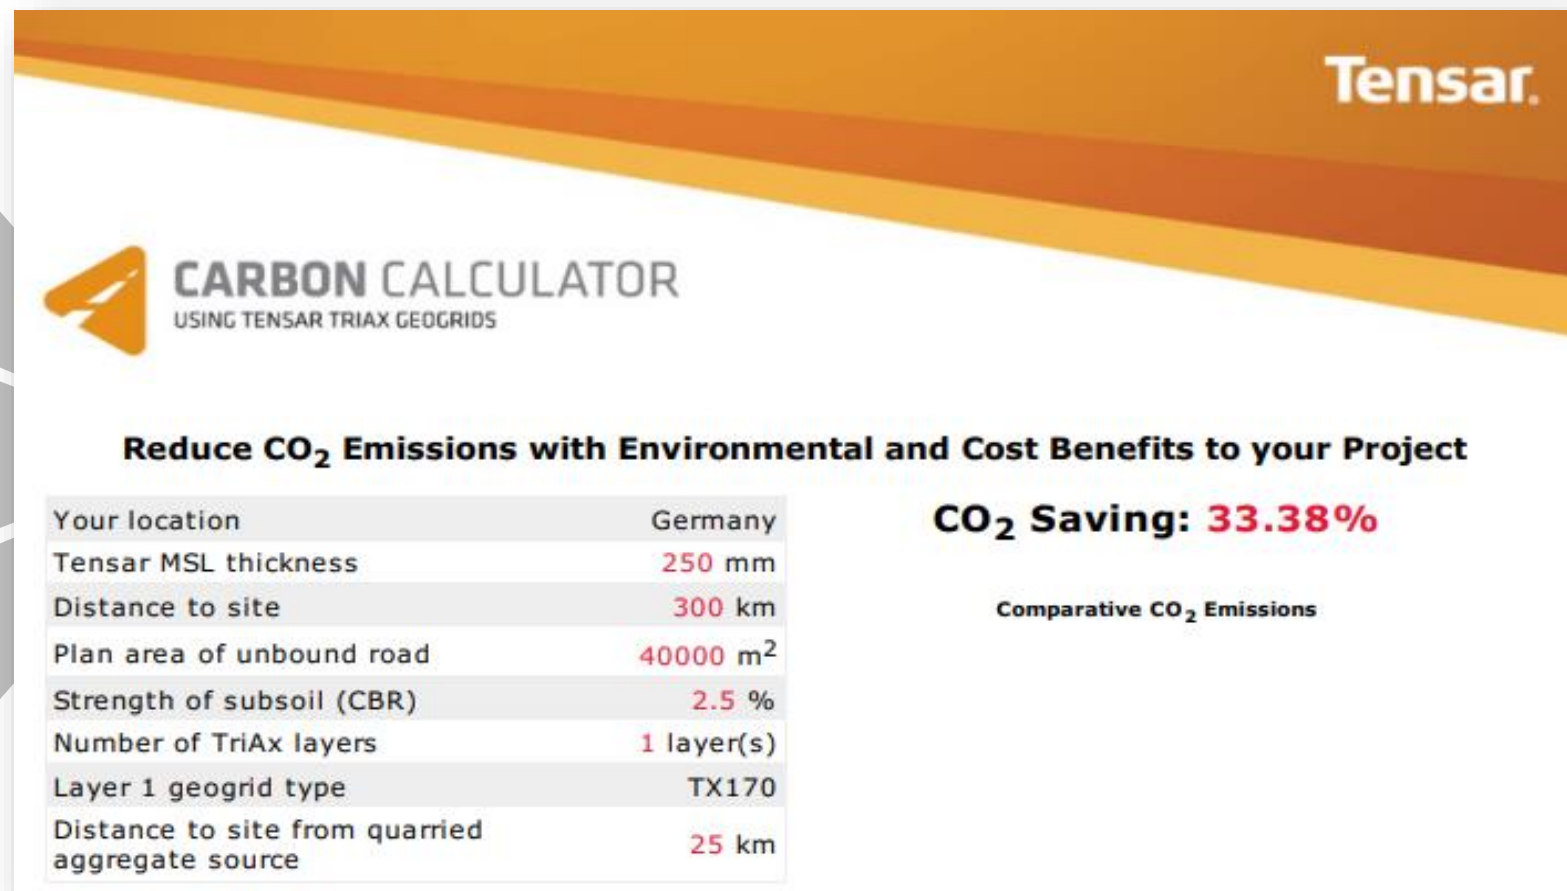 Tensar.
CARBON CALCULATOR
USING TENSAR TRIAX GEOGRIDS
Reduce CO₂ Emissions with Environmental and Cost Benefits to your Project
Your location Germany
Tensar MSL thickness 250 mm
Distance to site 300 km
Plan area of unbound road 40000 m²
Strength of subsoil (CBR) 2.5 %
Number of TriAx layers 1 layer(s)
Layer 1 geogrid type TX170
Distance to site from quarried
aggregate source 25 km
CO₂ Saving: 33.38%
Comparative CO₂ Emissions